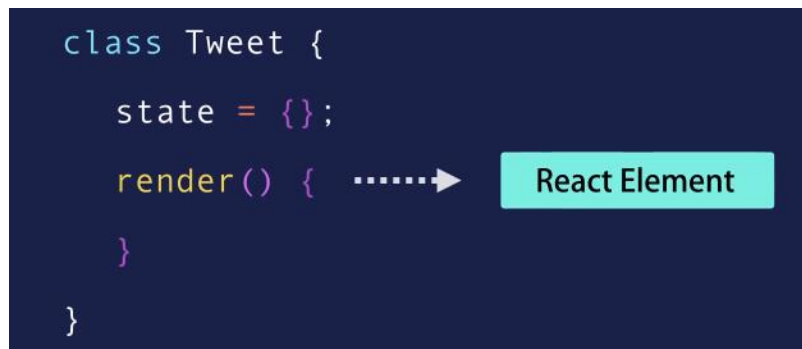 class Tweet {
state = {};
render() { React Element
}
}